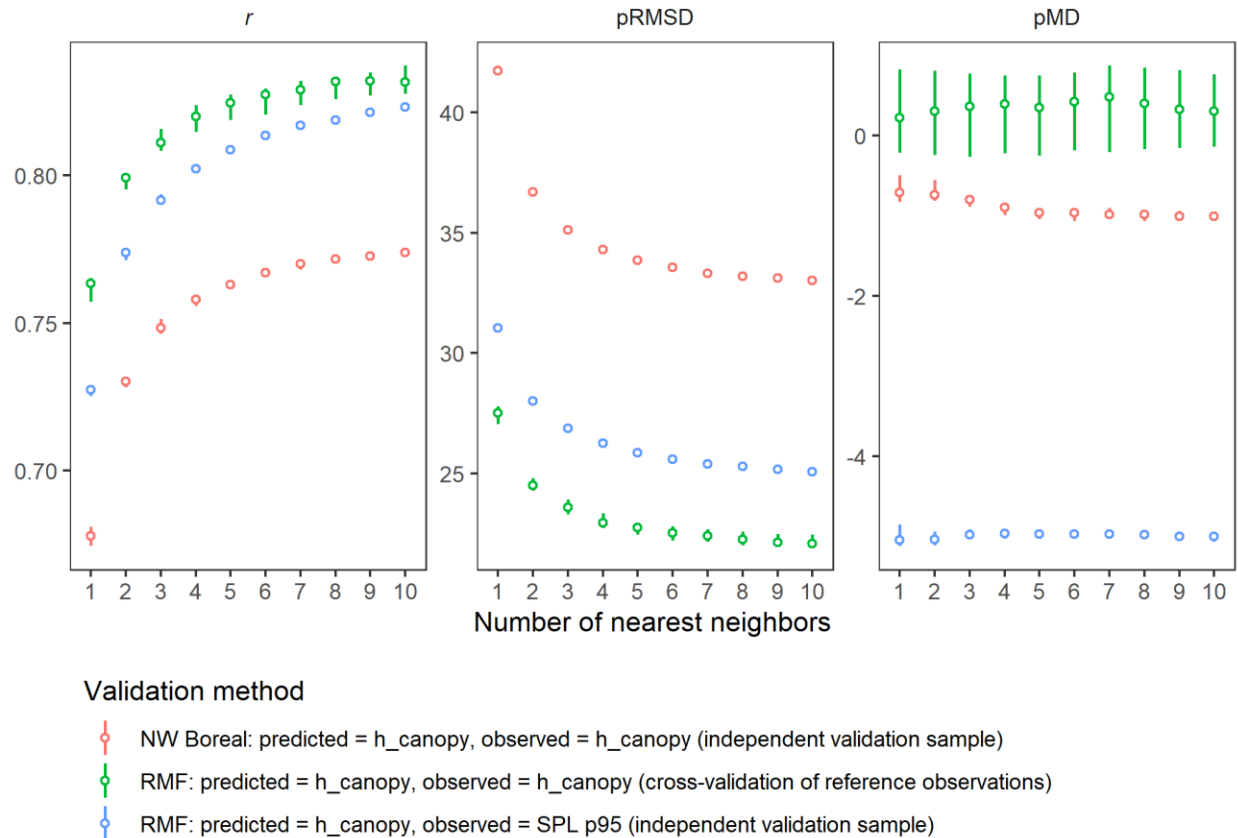 r pRMSD pMD
0.80
0.75
0.70
40
35
30
25
0
-2
-4
1 2 3 4 5 6 7 8 9 10
1 2 3 4 5 6 7 8 9 10
1 2 3 4 5 6 7 8 9 10
Number of nearest neighbors
Validation method
NW Boreal: predicted = h_canopy, observed = h_canopy (independent validation sample)
RMF: predicted = h_canopy, observed = h_canopy (cross-validation of reference observations)
RMF: predicted = h_canopy, observed = SPL p95 (independent validation sample)